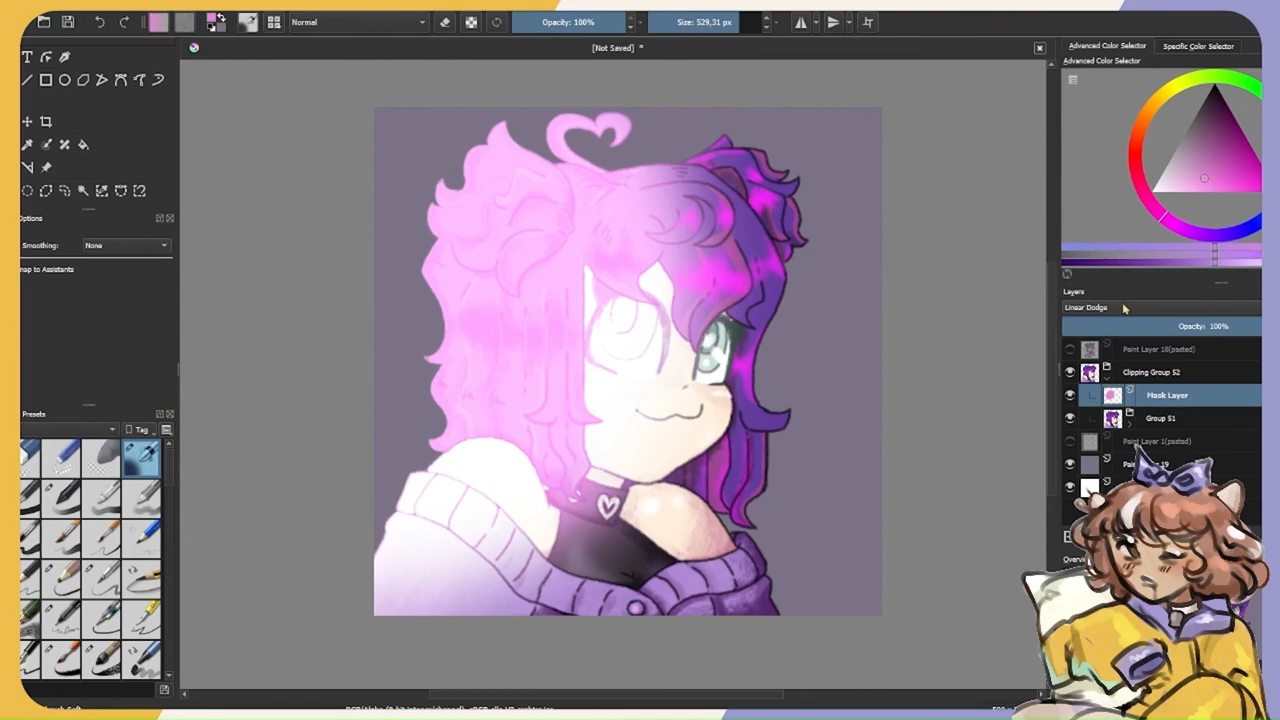 Normal
Opacity: 100%
Size: 529,31 px
[Not Saved] *
Advanced Color Selector
Specific Color Selector
Advanced Color Selector
Options
Smoothing:
None
nap to Assistants
Layers
Linear Dodge
Opacity: 100%
Paint Layer 18(pasted)
Clipping Group 52
Mask Layer
Group 51
Paint Layer 1(pasted)
19
Presets
Tag